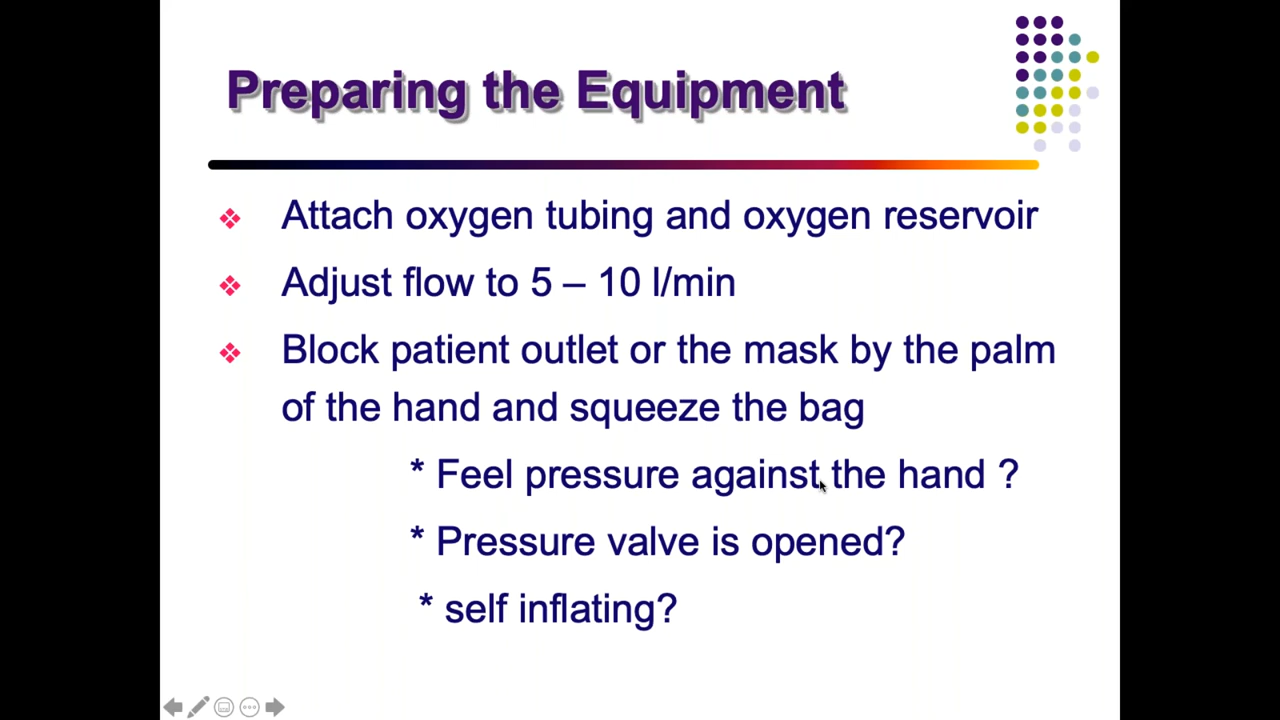 Preparing the Equipment
❖ Attach oxygen tubing and oxygen reservoir
❖ Adjust flow to 5 – 10 l/min
❖ Block patient outlet or the mask by the palm
of the hand and squeeze the bag
* Feel pressure against the hand ?
* Pressure valve is opened?
* self inflating?